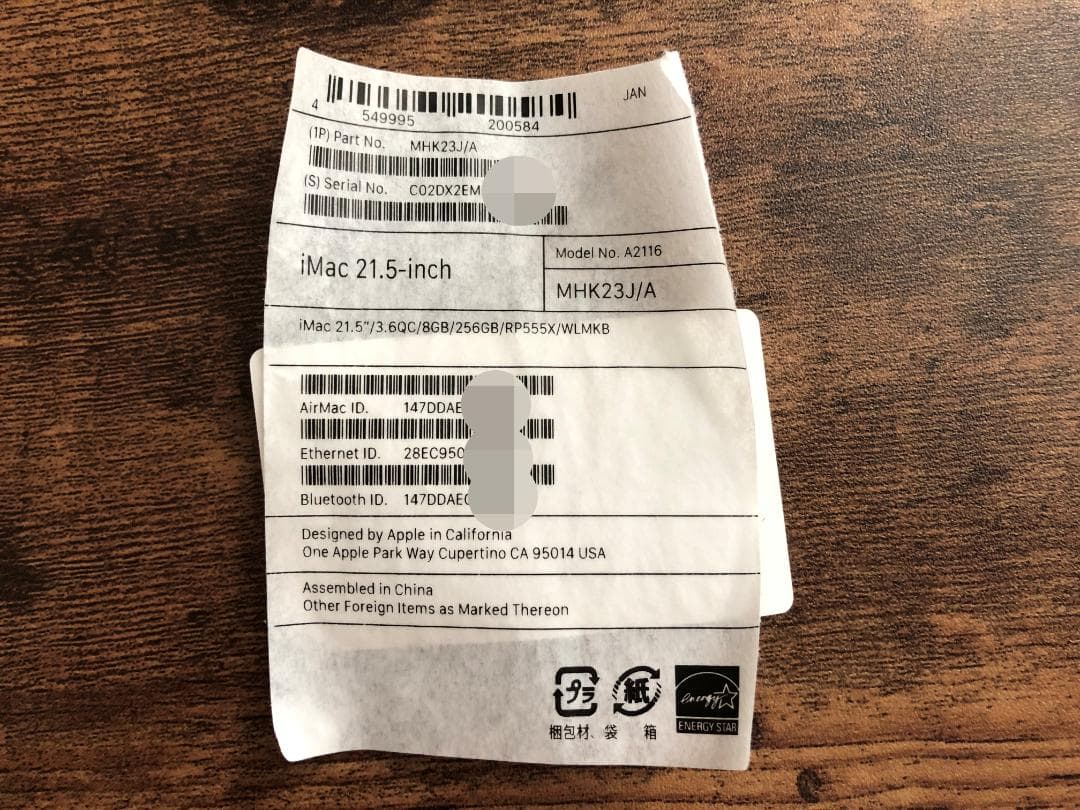 JAN
4 549995 200584
(1P) Part No. MHK23J/A
(S) Serial No. C02DX2EM
iMac 21.5-inch
Model No. A2116
MHK23J/A
iMac 21.5"/3.6QC/8GB/256GB/RP555X/WLMKB
AirMac ID. 147DDAE
Ethernet ID. 28EC950
Bluetooth ID. 147DDAE
Designed by Apple in California
One Apple Park Way Cupertino CA 95014 USA
Assembled in China
Other Foreign Items as Marked Thereon
プラ 紙 energy
梱包材、袋 箱 ENERGY STAR